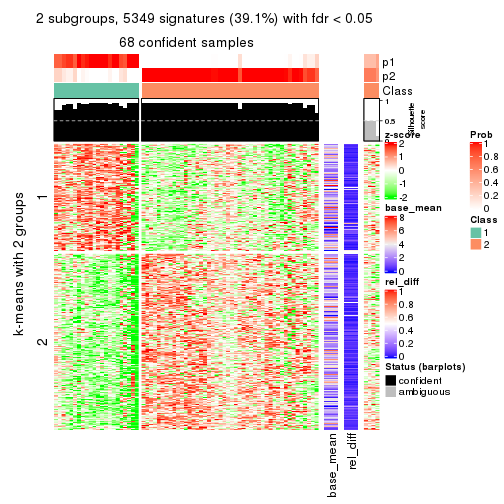 2 subgroups, 5349 signatures (39.1%) with fdr < 0.05
68 confident samples
p1
p2
Class
1
0.5
0
Silhouette
score
k-means with 2 groups
1
2
base_mean
rel_diff
z-score
2
1
0
-1
-2
base_mean
8
6
4
2
0
rel_diff
1
0.8
0.6
0.4
0.2
0
Status (barplots)
confident
ambiguous
Prob
1
0.8
0.6
0.4
0.2
0
Class
1
2